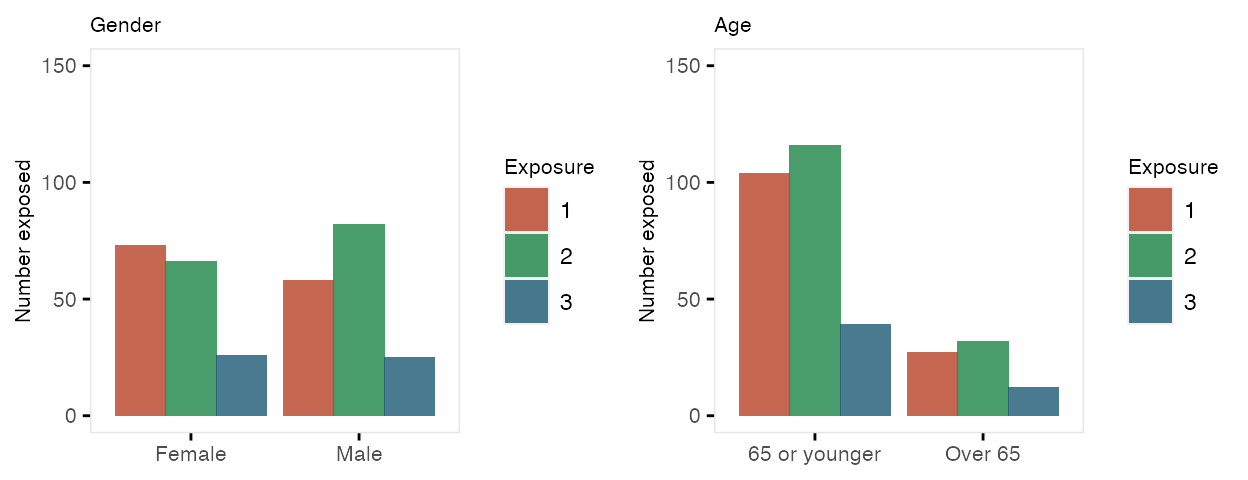 Gender
150
100
50
0
Number exposed
Female Male
Exposure
1
2
3
Age
150
100
50
0
Number exposed
65 or younger Over 65
Exposure
1
2
3